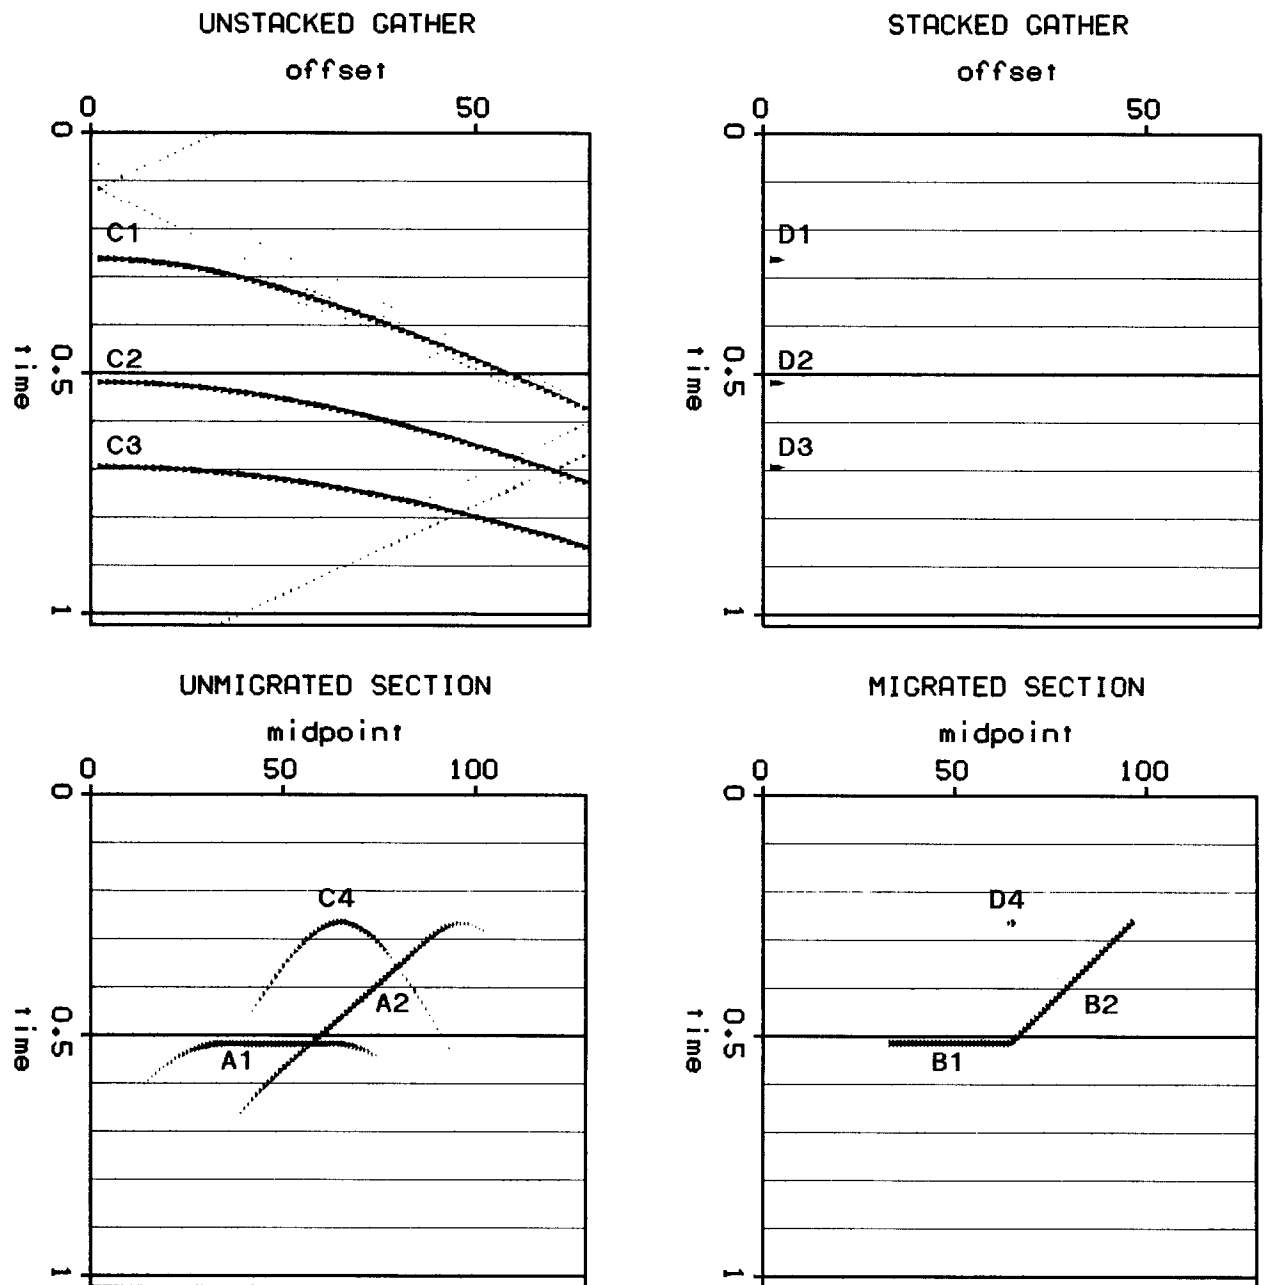 UNSTACKED GATHER
offset
0 50
0
0.5
1
time
C1
C2
C3
STACKED GATHER
offset
0 50
0
0.5
1
time
D1
D2
D3
UNMIGRATED SECTION
midpoint
0 50 100
0
0.5
1
time
C4
A2
A1
MIGRATED SECTION
midpoint
0 50 100
0
0.5
1
time
D4
B2
B1